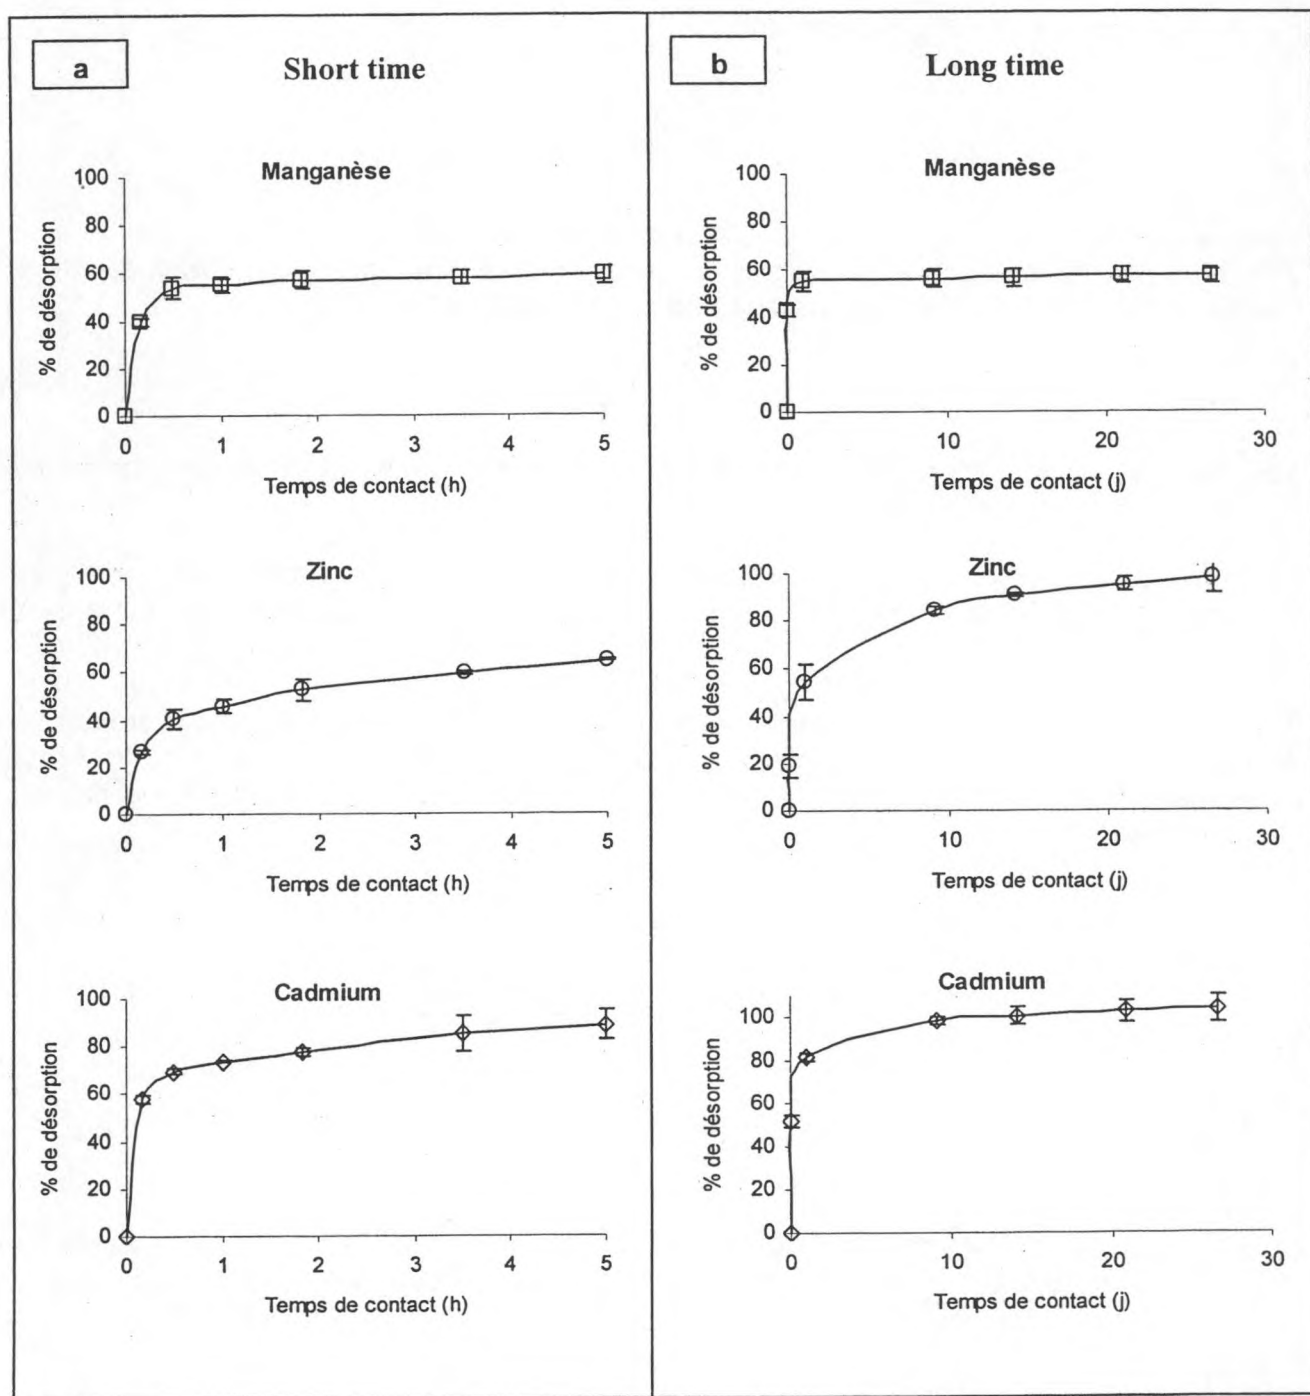 a
Short time
Manganèse
% de désorption
100
80
60
40
20
0
0 1 2 3 4 5
Temps de contact (h)
Zinc
% de désorption
100
80
60
40
20
0
0 1 2 3 4 5
Temps de contact (h)
Cadmium
% de désorption
100
80
60
40
20
0
0 1 2 3 4 5
Temps de contact (h)
b
Long time
Manganèse
% de désorption
100
80
60
40
20
0
0 10 20 30
Temps de contact (j)
Zinc
% de désorption
100
80
60
40
20
0
0 10 20 30
Temps de contact (j)
Cadmium
% de désorption
100
80
60
40
20
0
0 10 20 30
Temps de contact (j)